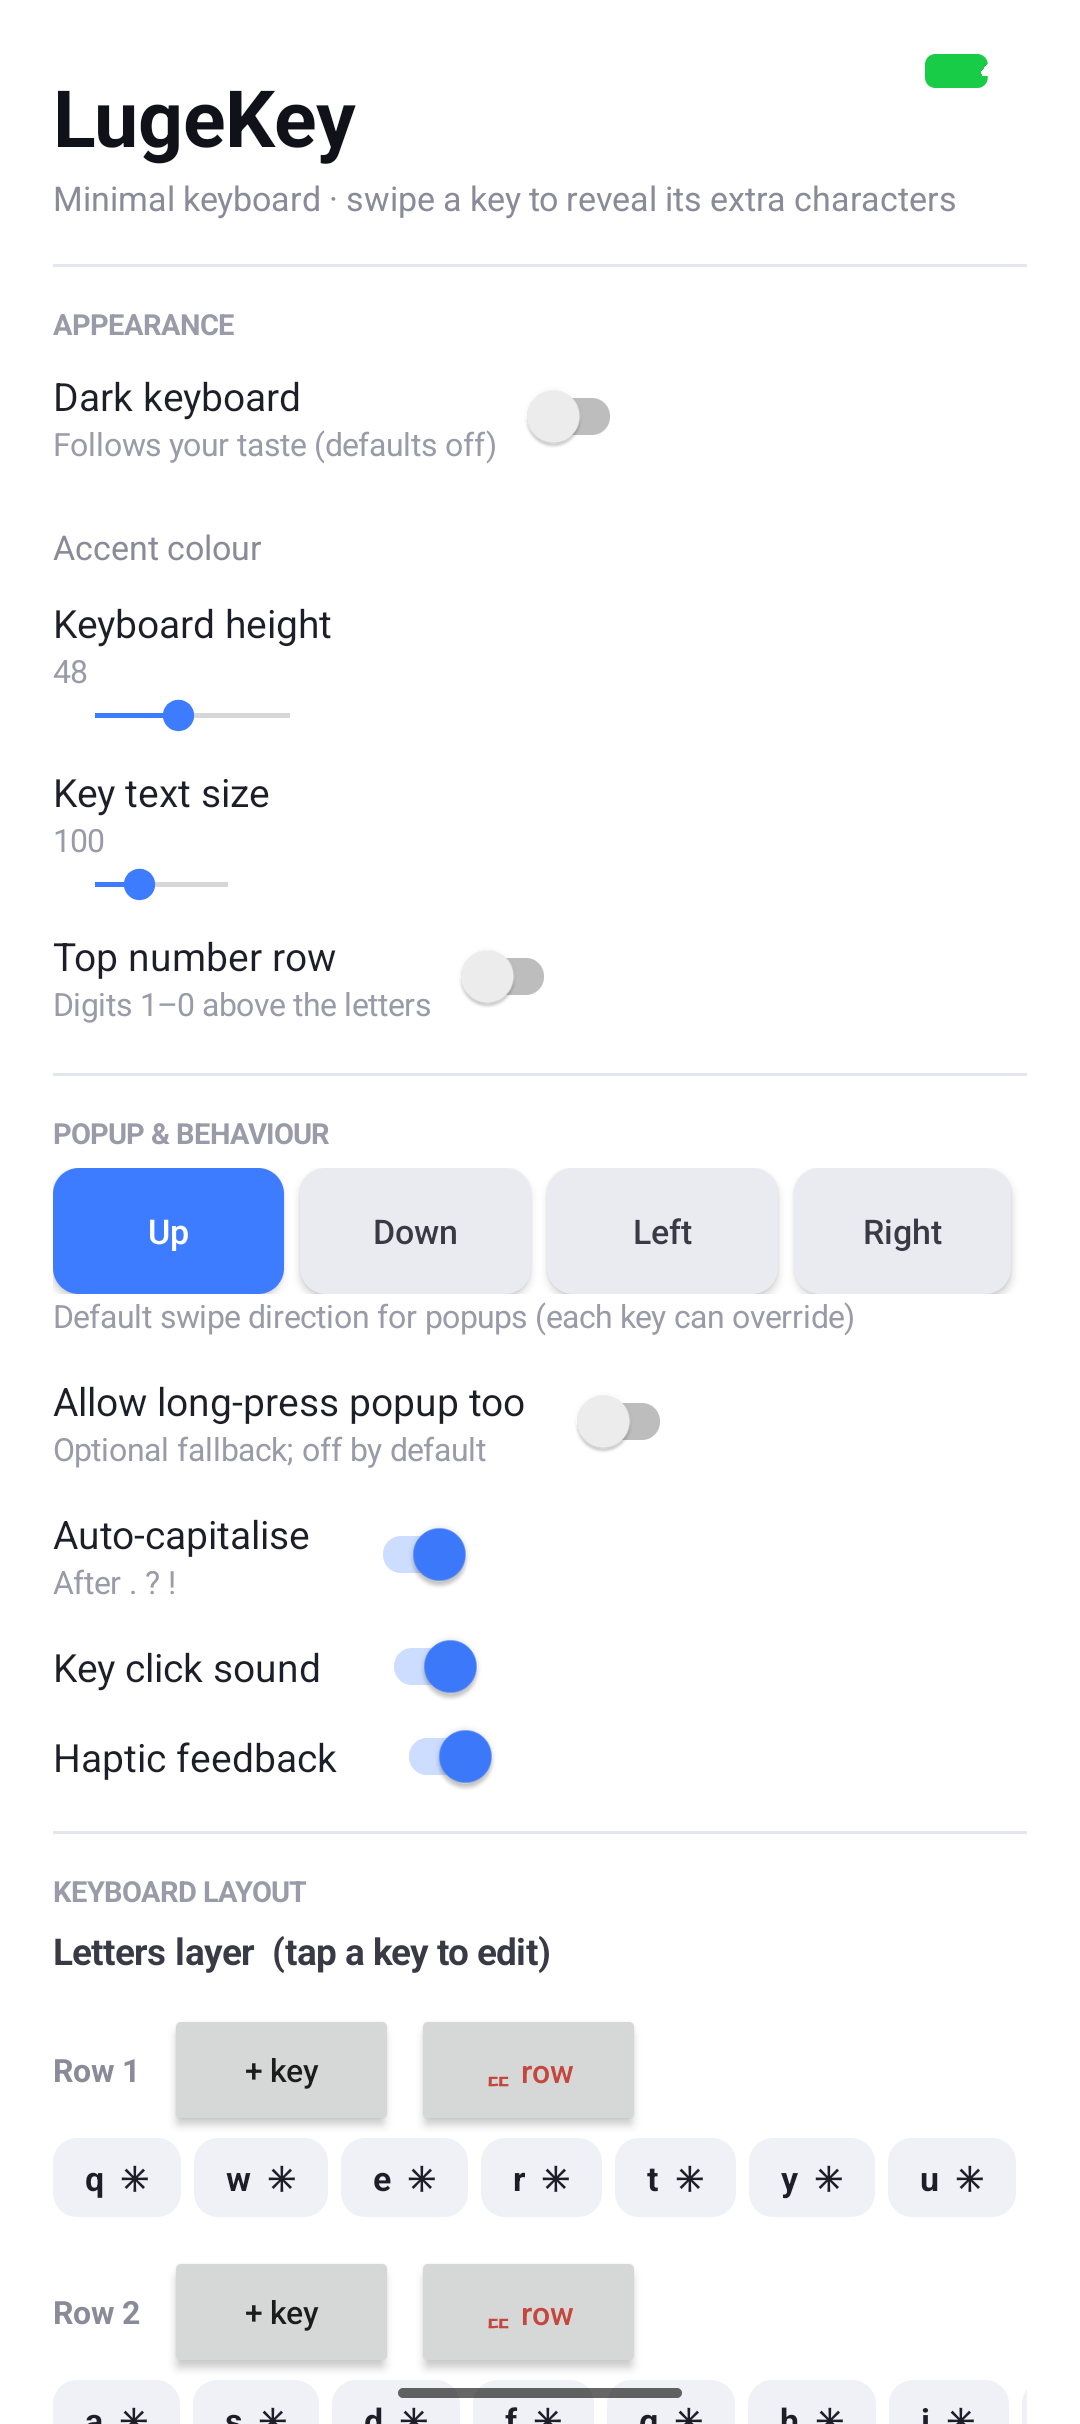 LugeKey
Minimal keyboard · swipe a key to reveal its extra characters
APPEARANCE
Dark keyboard
Follows your taste (defaults off)
Accent colour
Keyboard height
48
Key text size
100
Top number row
Digits 1–0 above the letters
POPUP & BEHAVIOUR
Up Down Left Right
Default swipe direction for popups (each key can override)
Allow long-press popup too
Optional fallback; off by default
Auto-capitalise
After . ? !
Key click sound
Haptic feedback
KEYBOARD LAYOUT
Letters layer (tap a key to edit)
Row 1 + key row
q ✳ w ✳ e ✳ r ✳ t ✳ y ✳ u ✳
Row 2 + key row
a ✳ s ✳ d ✳ f ✳ g ✳ h ✳ j ✳